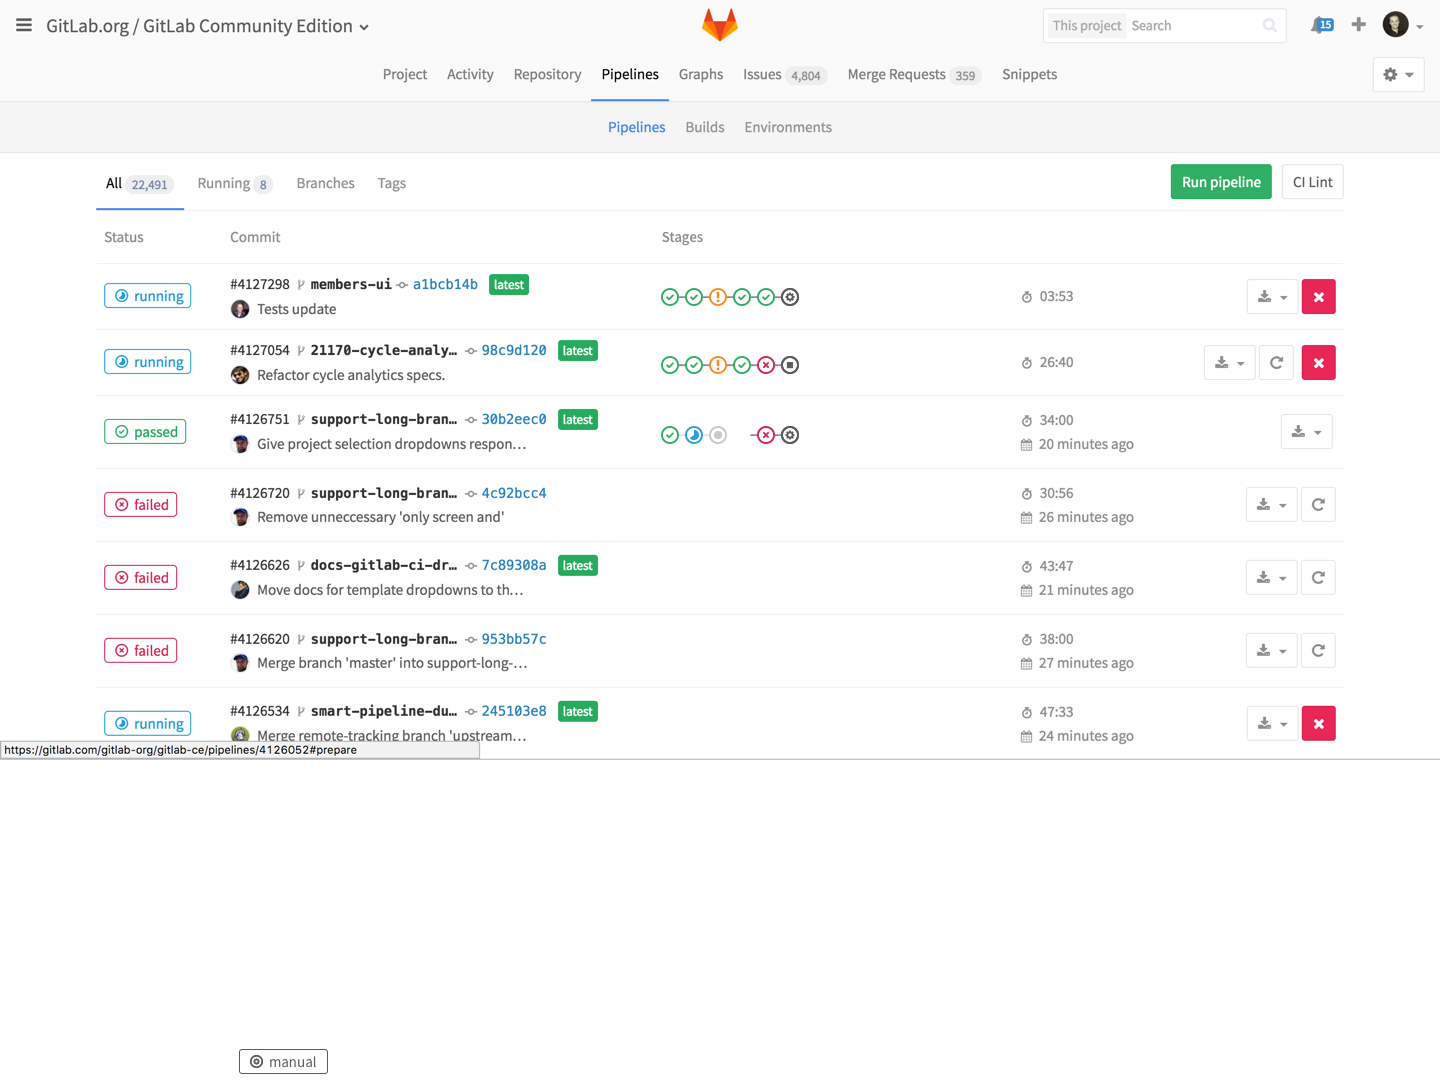 GitLab.org / GitLab Community Edition
This project Search
15
Project Activity Repository Pipelines Graphs Issues 4,804 Merge Requests 359 Snippets
Pipelines Builds Environments
All 22,491 Running 8 Branches Tags
Run pipeline CI Lint
Status Commit Stages
running #4127298 members-ui a1bcb14b latest
Tests update
03:53
running #4127054 21170-cycle-analy… 98c9d120 latest
Refactor cycle analytics specs.
26:40
passed #4126751 support-long-bran… 30b2eec0 latest
Give project selection dropdowns respon…
34:00
20 minutes ago
failed #4126720 support-long-bran… 4c92bcc4
Remove unneccessary 'only screen and'
30:56
26 minutes ago
failed #4126626 docs-gitlab-ci-dr… 7c89308a latest
Move docs for template dropdowns to th…
43:47
21 minutes ago
failed #4126620 support-long-bran… 953bb57c
Merge branch 'master' into support-long-…
38:00
27 minutes ago
running #4126534 smart-pipeline-du… 245103e8 latest
Merge remote-tracking branch 'upstream…
47:33
24 minutes ago
https://gitlab.com/gitlab-org/gitlab-ce/pipelines/4126052#prepare
manual